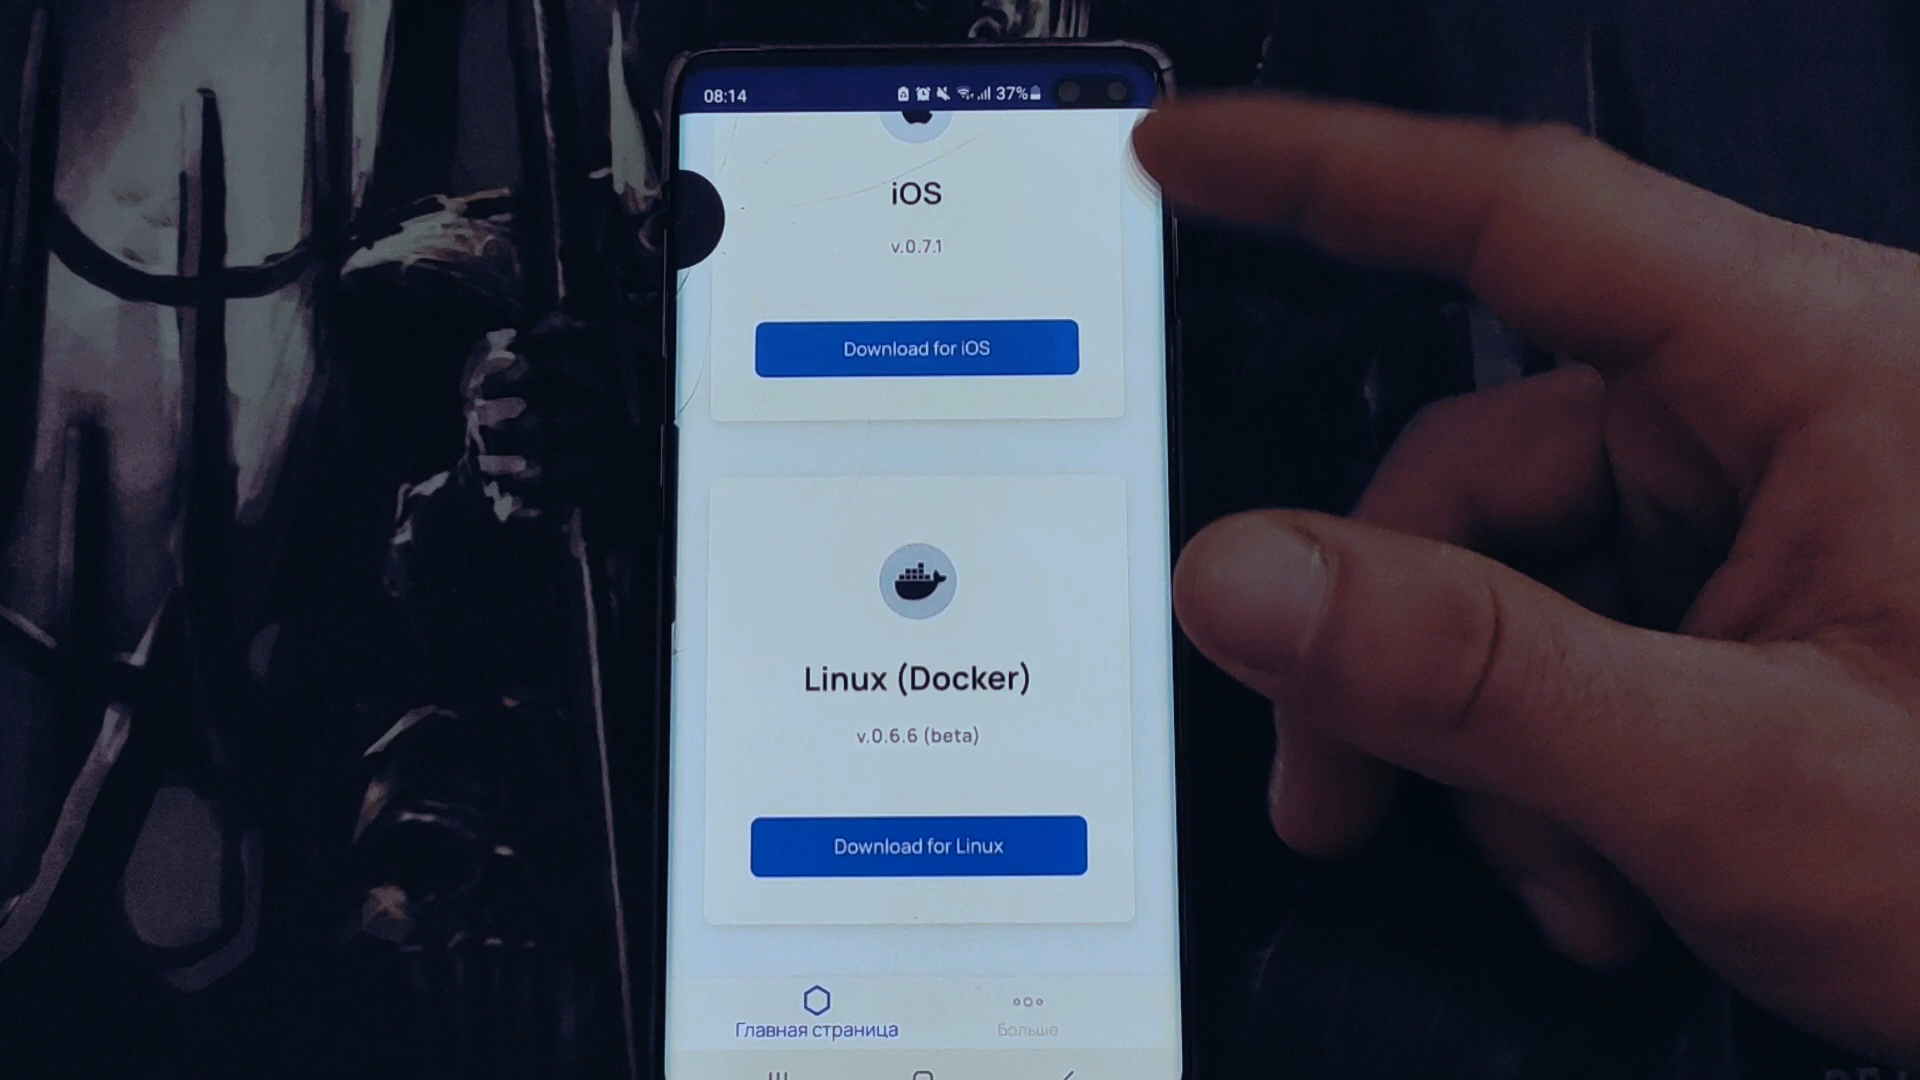 08:14
37%
iOS
v.0.7.1
Download for iOS
Linux (Docker)
v.0.6.6 (beta)
Download for Linux
Главная страница
Больше